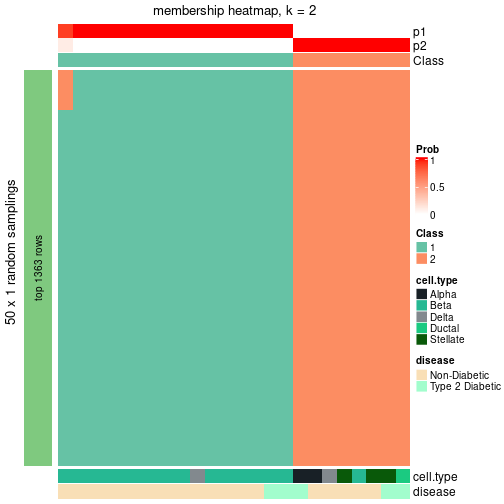 membership heatmap, k = 2
p1
p2
Class
50 x 1 random samplings
top 1363 rows
Prob
1
0.5
0
Class
1
2
cell.type
Alpha
Beta
Delta
Ductal
Stellate
disease
Non-Diabetic
Type 2 Diabetic
cell.type
disease